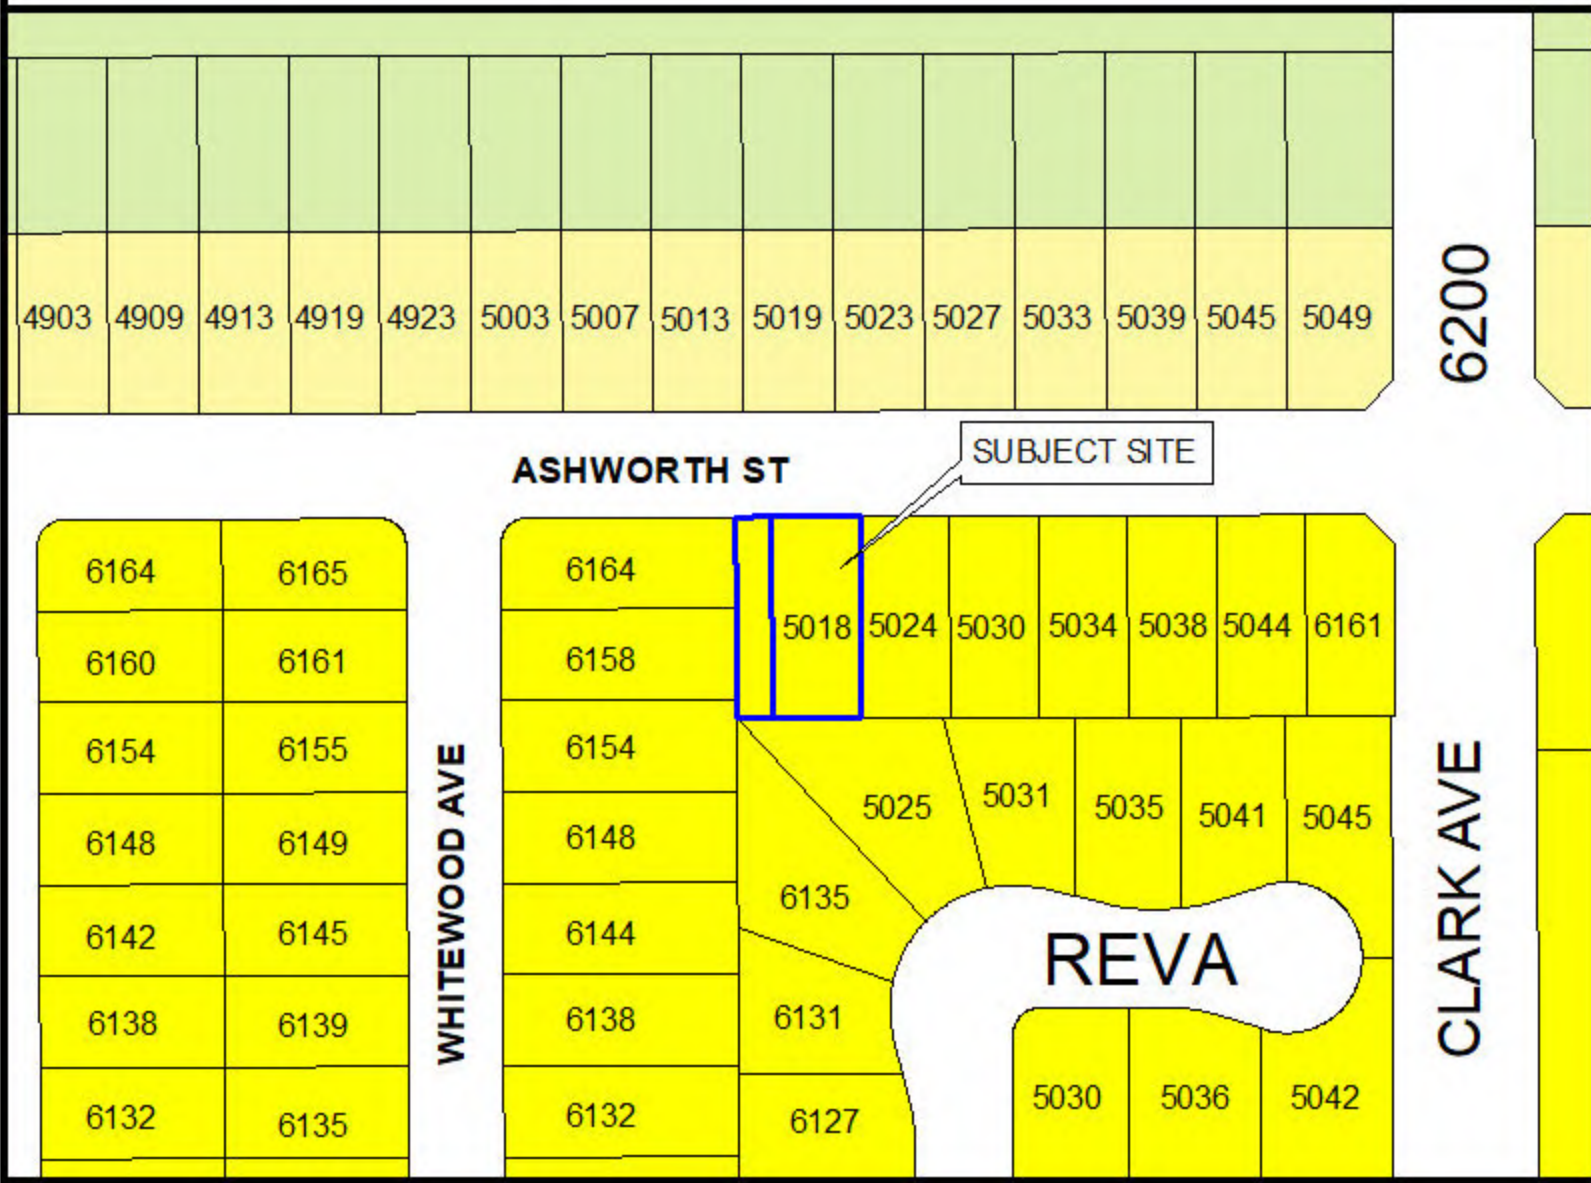 4903 4909 4913 4919 4923 5003 5007 5013 5019 5023 5027 5033 5039 5045 5049
6200
ASHWORTH ST
SUBJECT SITE
6164 6165 6164
5018 5024 5030 5034 5038 5044 6161
6160 6161 6158
6154 6155 6154
WHITEWOOD AVE
CLARK AVE
5025 5031 5035 5041 5045
6148 6149 6148
6135
6142 6145 6144
REVA
6138 6139 6138 6131
5030 5036 5042
6132 6135 6132 6127